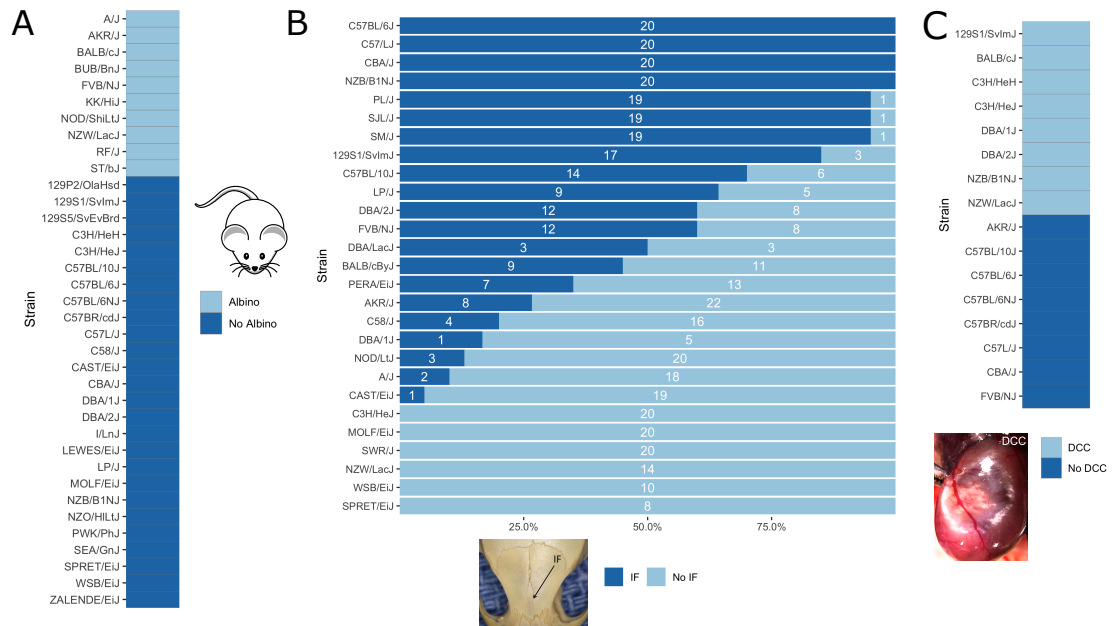 A
A/J
AKR/J
BALB/cJ
BUB/BnJ
FVB/NJ
KK/HiJ
NOD/ShiLtJ
NZW/LacJ
RF/J
ST/bJ
129P2/OlaHsd
129S1/SvImJ
129S5/SvEvBrd
C3H/HeH
C3H/HeJ
C57BL/10J
C57BL/6J
C57BL/6NJ
C57BR/cdJ
C57L/J
C58/J
CAST/EiJ
CBA/J
DBA/1J
DBA/2J
I/LnJ
LEWES/EiJ
LP/J
MOLF/EiJ
NZB/B1NJ
NZO/HILtJ
PWK/PhJ
SEA/GnJ
SPRET/EiJ
WSB/EiJ
ZALENDE/EiJ
Strain
Albino
No Albino
B
C57BL/6J 20
C57/LJ 20
CBA/J 20
NZB/B1NJ 20
PL/J 19 1
SJL/J 19 1
SM/J 19 1
129S1/SvImJ 17 3
C57BL/10J 14 6
LP/J 9 5
DBA/2J 12 8
FVB/NJ 12 8
DBA/LacJ 3 3
BALB/cByJ 9 11
PERA/EiJ 7 13
AKR/J 8 22
C58/J 4 16
DBA/1J 1 5
NOD/LtJ 3 20
A/J 2 18
CAST/EiJ 1 19
C3H/HeJ 20
MOLF/EiJ 20
SWR/J 20
NZW/LacJ 14
WSB/EiJ 10
SPRET/EiJ 8
Strain
25.0% 50.0% 75.0%
IF
IF No IF
C
129S1/SvImJ
BALB/cJ
C3H/HeH
C3H/HeJ
DBA/1J
DBA/2J
NZB/B1NJ
NZW/LacJ
AKR/J
C57BL/10J
C57BL/6J
C57BL/6NJ
C57BR/cdJ
C57L/J
CBA/J
FVB/NJ
Strain
DCC
DCC
No DCC